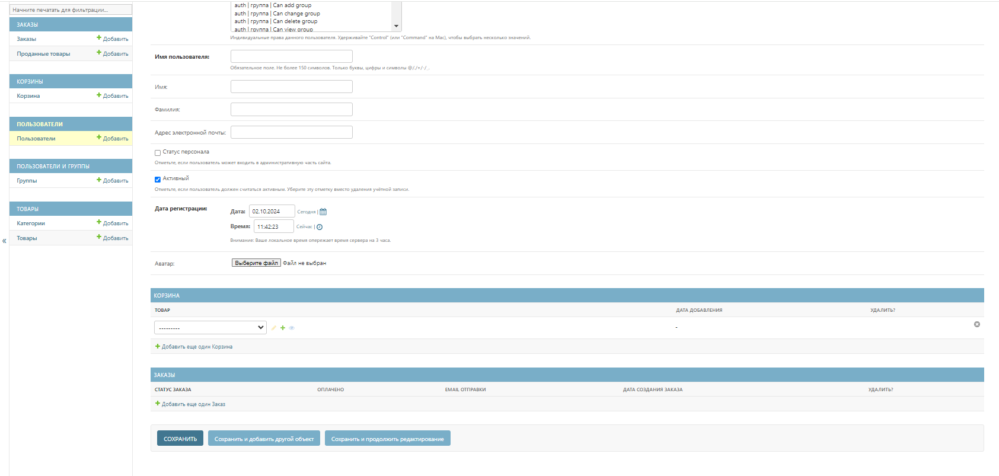 Начните печатать для фильтрации...
ЗАКАЗЫ
Заказы Добавить
Проданные товары Добавить
КОРЗИНЫ
Корзина Добавить
ПОЛЬЗОВАТЕЛИ
Пользователи Добавить
ПОЛЬЗОВАТЕЛИ И ГРУППЫ
Группы Добавить
ТОВАРЫ
Категории Добавить
Товары Добавить
«
auth | группа | Can add group
auth | группа | Can change group
auth | группа | Can delete group
auth | группа | Can view group
Индивидуальные права данного пользователя. Удерживайте "Control" (или "Command" на Mac), чтобы выбрать несколько значений.
Имя пользователя:
Обязательное поле. Не более 150 символов. Только буквы, цифры и символы @/./+/-/_.
Имя:
Фамилия:
Адрес электронной почты:
Статус персонала
Отметьте, если пользователь может входить в административную часть сайта.
Активный
Отметьте, если пользователь должен считаться активным. Уберите эту отметку вместо удаления учётной записи.
Дата регистрации:
Дата: 02.10.2024 Сегодня |
Время: 11:42:23 Сейчас |
Внимание: Ваше локальное время опережает время сервера на 3 часа.
Аватар: Выберите файл Файл не выбран
КОРЗИНА
ТОВАР ДАТА ДОБАВЛЕНИЯ УДАЛИТЬ?
--------- -
Добавить еще один Корзина
ЗАКАЗЫ
СТАТУС ЗАКАЗА ОПЛАЧЕНО EMAIL ОТПРАВКИ ДАТА СОЗДАНИЯ ЗАКАЗА УДАЛИТЬ?
Добавить еще один Заказ
СОХРАНИТЬ Сохранить и добавить другой объект Сохранить и продолжить редактирование